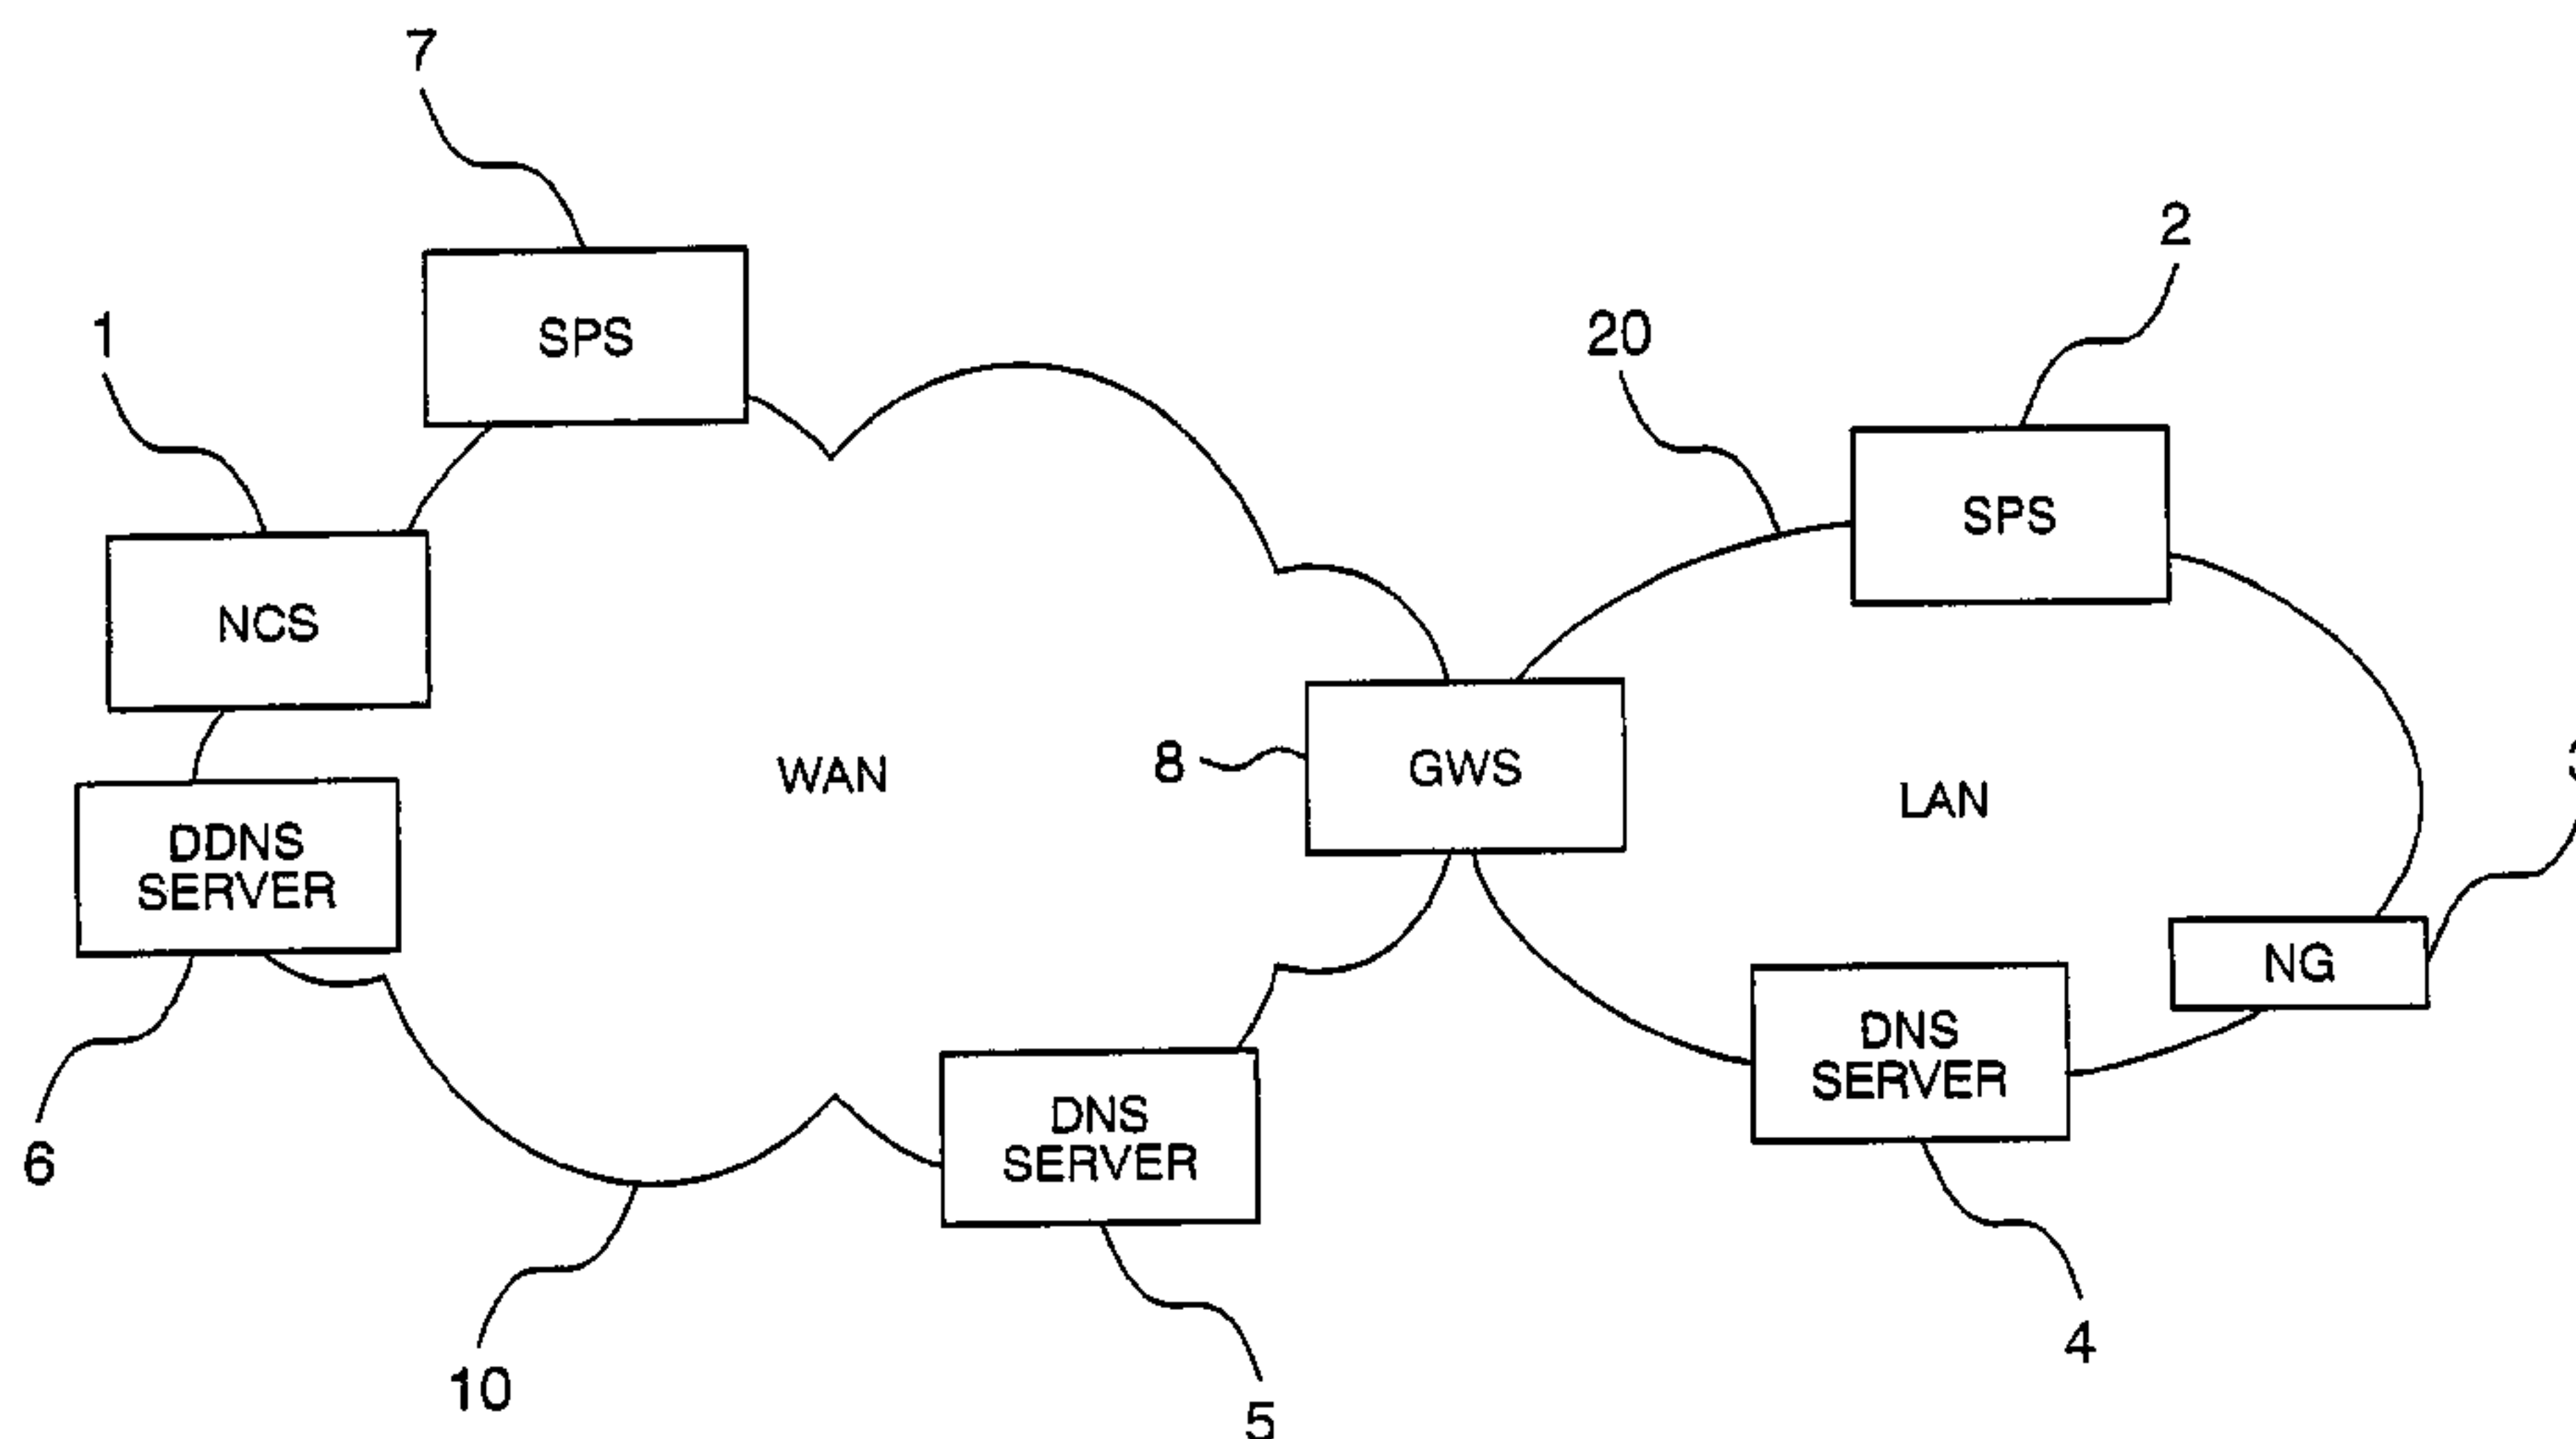 7
SPS
1
NCS
DDNS
SERVER
6
10
WAN
DNS
SERVER
5
8
GWS
20
2
SPS
LAN
NG
DNS
SERVER
4